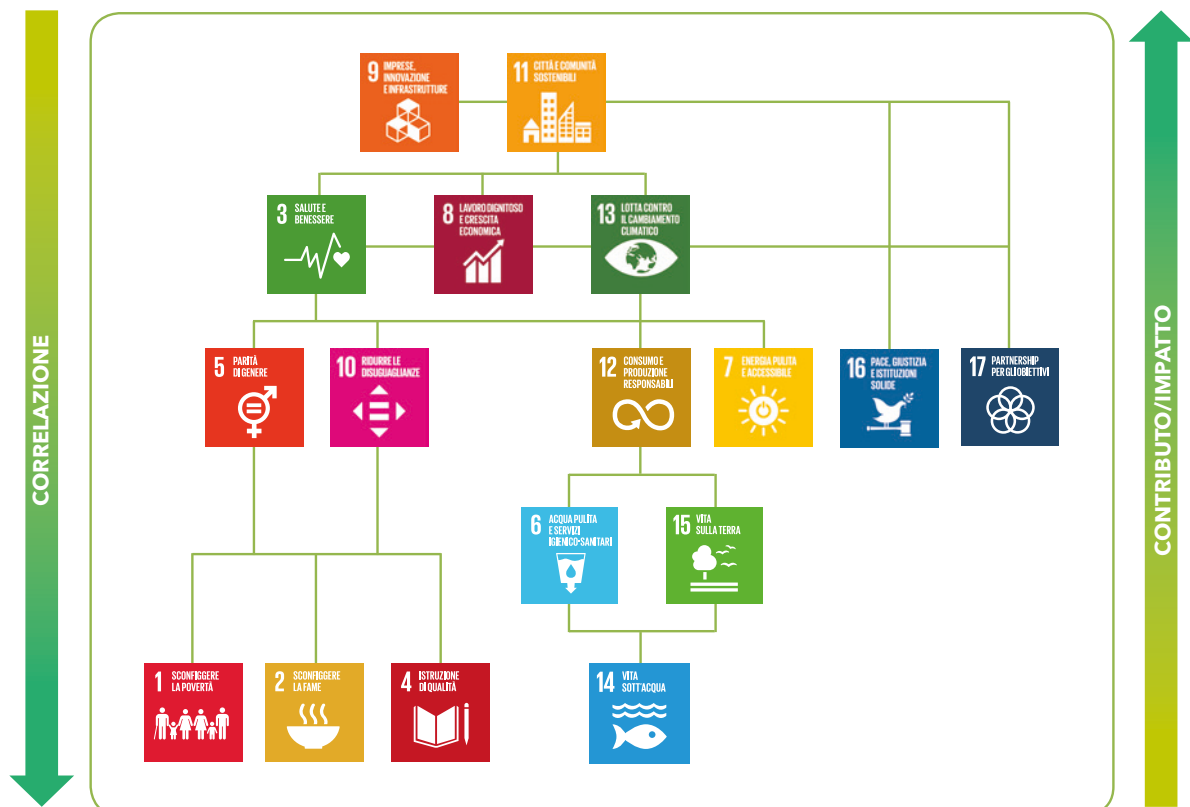 CORRELAZIONE
9 IMPRESE,
INNOVAZIONE
E INFRASTRUTTURE
11 CITTÀ E COMUNITÀ
SOSTENIBILI
3 SALUTE E
BENESSERE
8 LAVORO DIGNITOSO
E CRESCITA
ECONOMICA
13 LOTTA CONTRO
IL CAMBIAMENTO
CLIMATICO
5 PARITÀ
DI GENERE
10 RIDURRE LE
DISUGUAGLIANZE
12 CONSUMO E
PRODUZIONE
RESPONSABILI
7 ENERGIA PULITA
E ACCESSIBILE
16 PACE, GIUSTIZIA
E ISTITUZIONI
SOLIDE
17 PARTNERSHIP
PER GLI OBIETTIVI
6 ACQUA PULITA
E SERVIZI
IGIENICO-SANITARI
15 VITA
SULLA TERRA
1 SCONFIGGERE
LA POVERTÀ
2 SCONFIGGERE
LA FAME
4 ISTRUZIONE
DI QUALITÀ
14 VITA
SOTT'ACQUA
CONTRIBUTO/IMPATTO